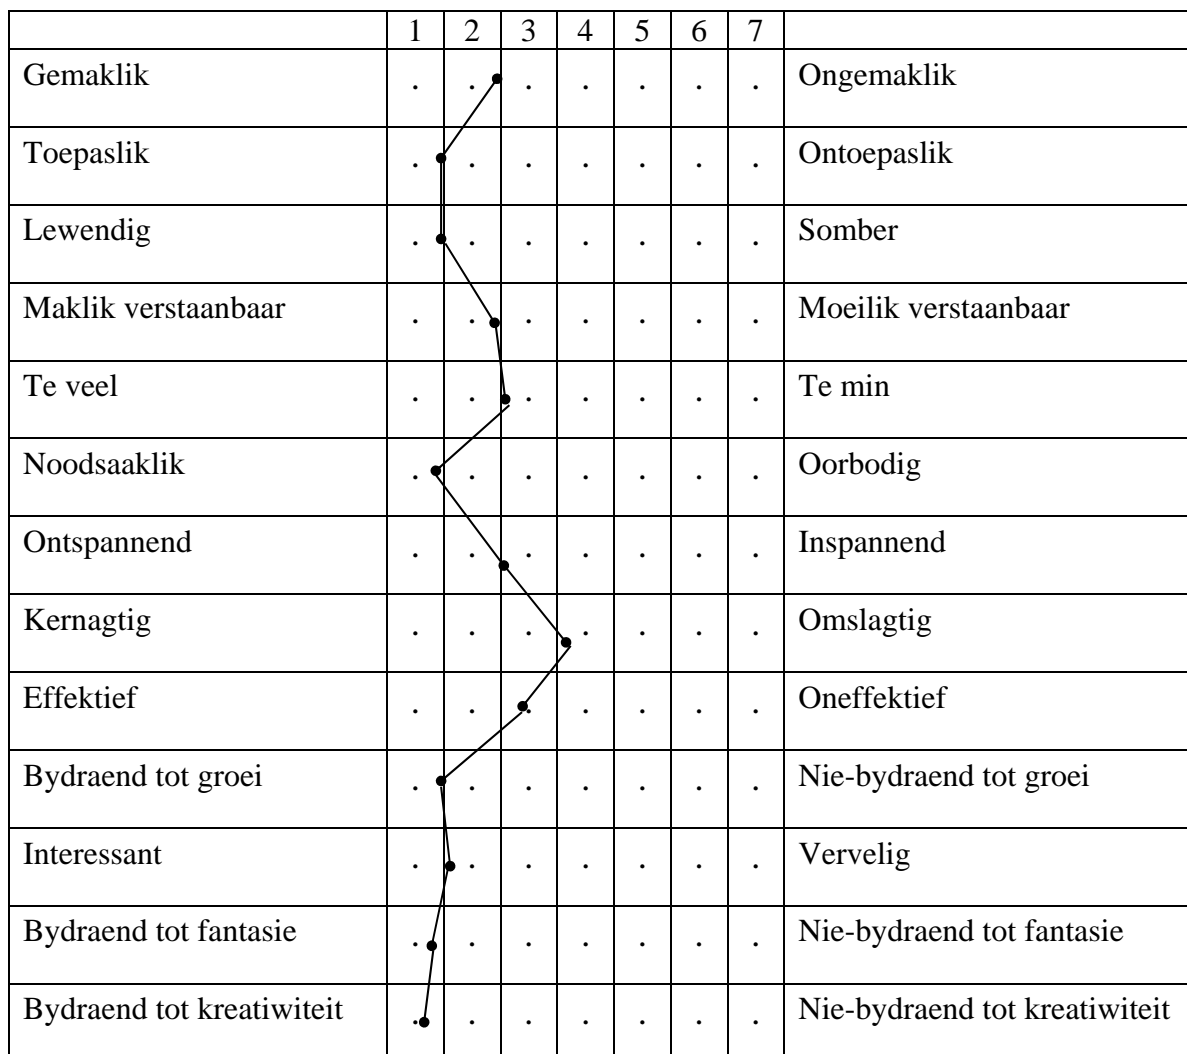 1 2 3 4 5 6 7
Gemaklik . . . . . . . Ongemaklik
Toepaslik . . . . . . . Ontoepaslik
Lewendig . . . . . . . Somber
Maklik verstaanbaar . . . . . . . Moeilik verstaanbaar
Te veel . . . . . . . Te min
Noodsaaklik . . . . . . . Oorbodig
Ontspannend . . . . . . . Inspannend
Kernagtig . . . . . . . Omslagtig
Effektief . . . . . . . Oneffektief
Bydraend tot groei . . . . . . . Nie-bydraend tot groei
Interessant . . . . . . . Vervelig
Bydraend tot fantasie . . . . . . . Nie-bydraend tot fantasie
Bydraend tot kreatiwiteit . . . . . . . Nie-bydraend tot kreatiwiteit